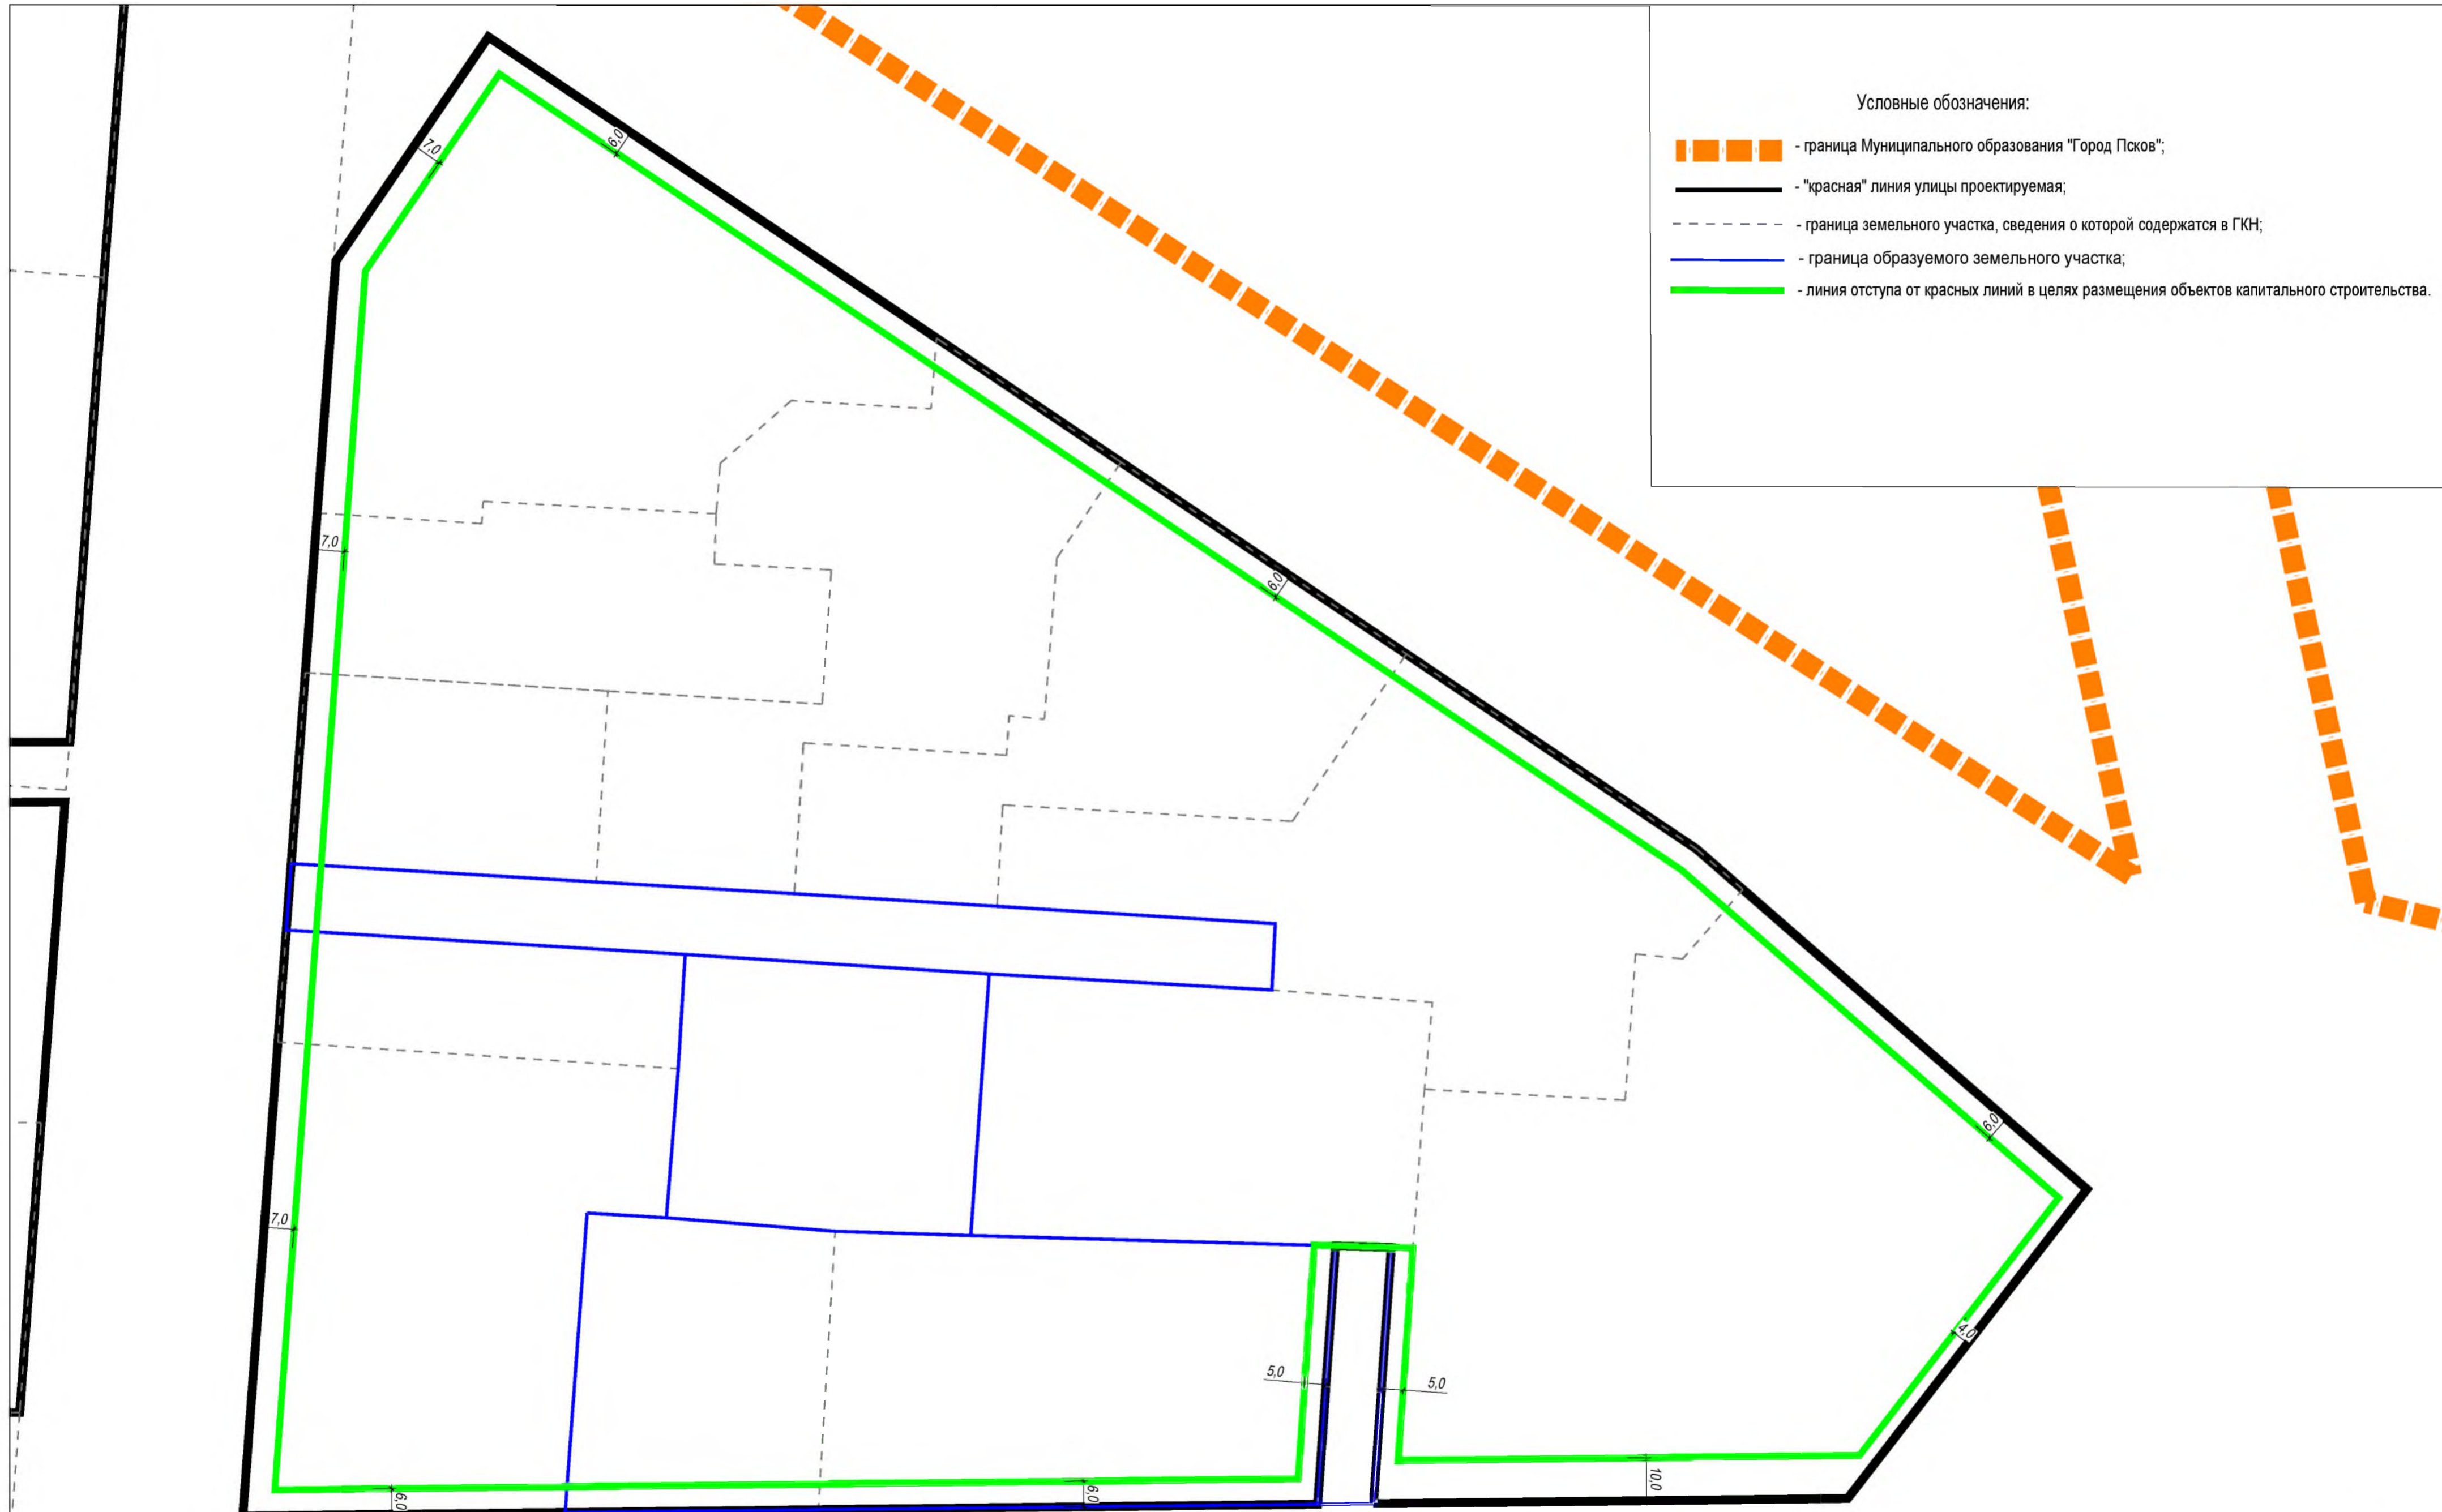 Условные обозначения:
- граница Муниципального образования "Город Псков";
- "красная" линия улицы проектируемая;
- граница земельного участка, сведения о которой содержатся в ГКН;
- граница образуемого земельного участка;
- линия отступа от красных линий в целях размещения объектов капитального строительства.
7,0
6,0
7,0
6,0
6,0
7,0
4,0
5,0
5,0
6,0
6,0
10,0